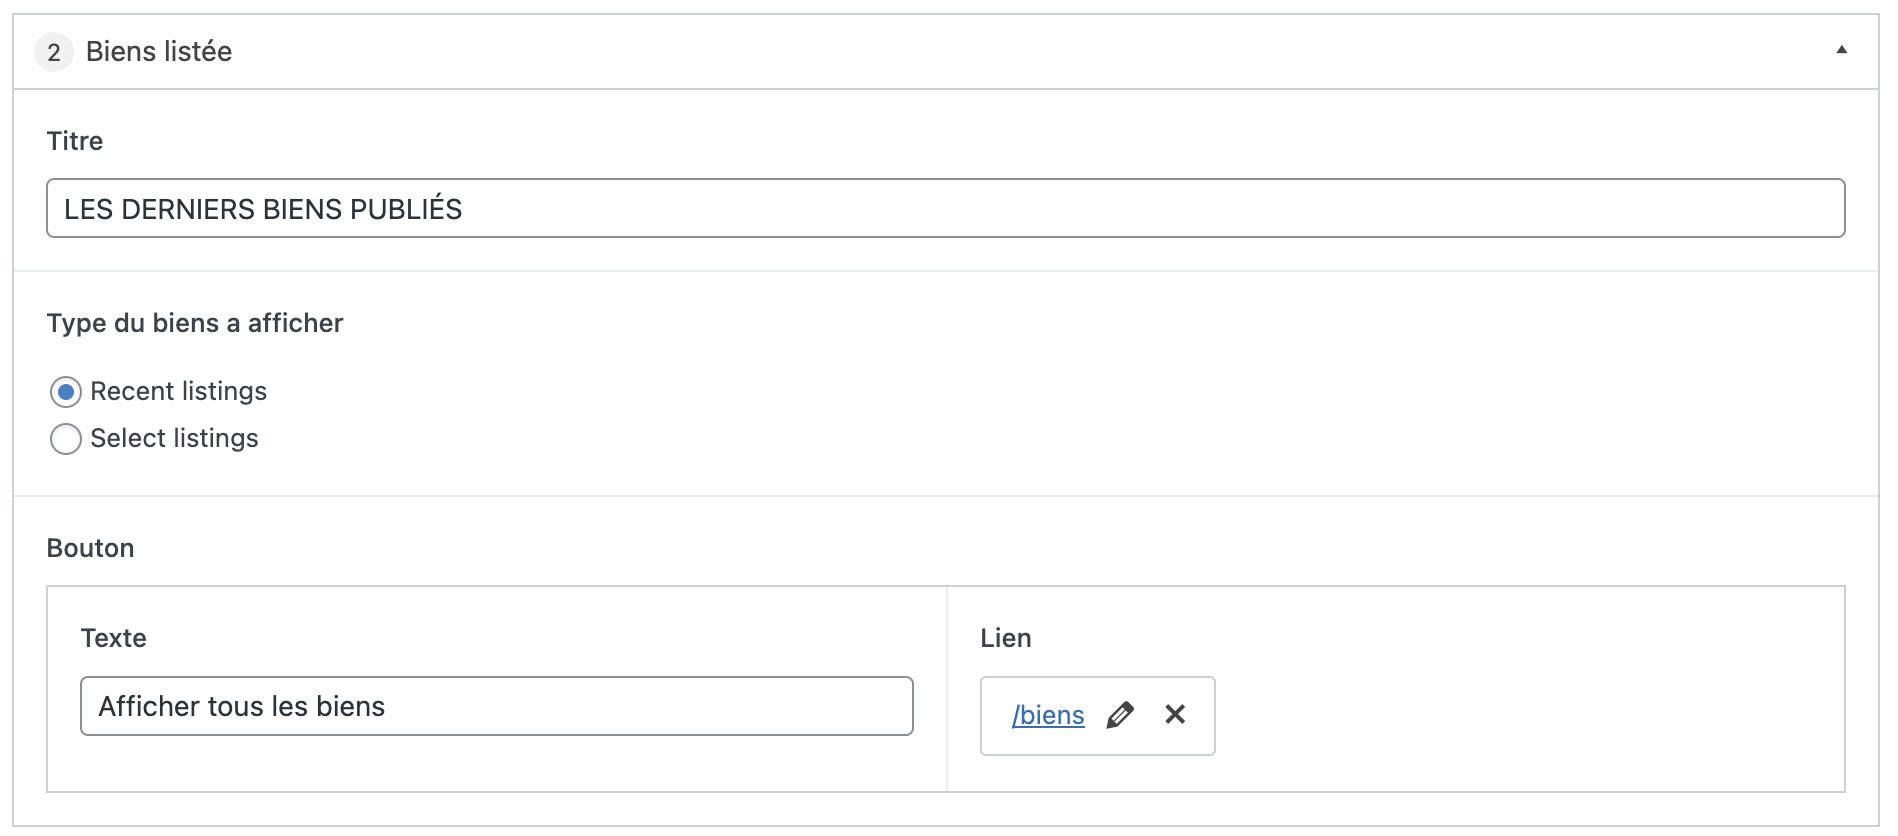 2 Biens listée
Titre
LES DERNIERS BIENS PUBLIÉS
Type du biens a afficher
Recent listings
Select listings
Bouton
Texte
Afficher tous les biens
Lien
/biens